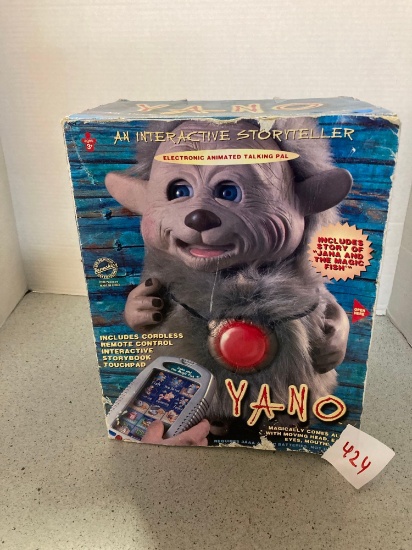 YANO
AN INTERACTIVE STORYTELLER
ELECTRONIC ANIMATED TALKING PAL
INCLUDES
STORY OF
"JANA AND
THE MAGIC
FISH"
INCLUDES CORDLESS
REMOTE CONTROL
INTERACTIVE
STORYBOOK
TOUCHPAD
YANO
MAGICALLY COMES
WITH MOVING HEAD,
EYES, MOUTH
424